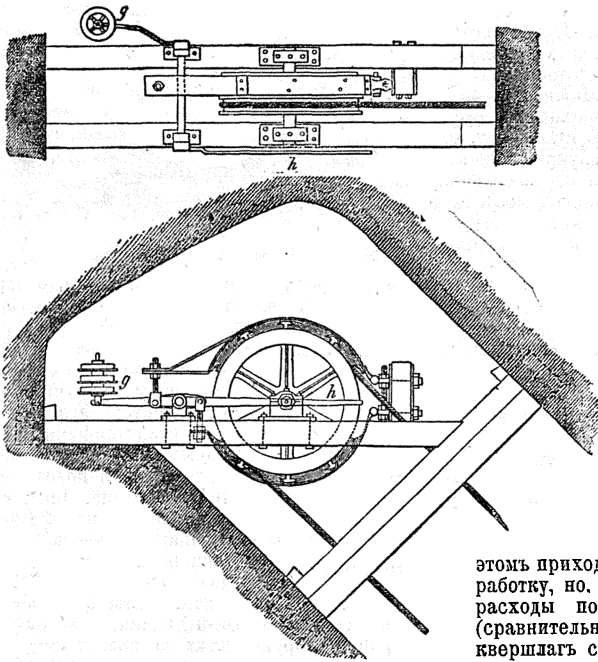 g
h
g
h
этомъ приход
работку, но.
расходы по
(сравнительн
квершлагъ с